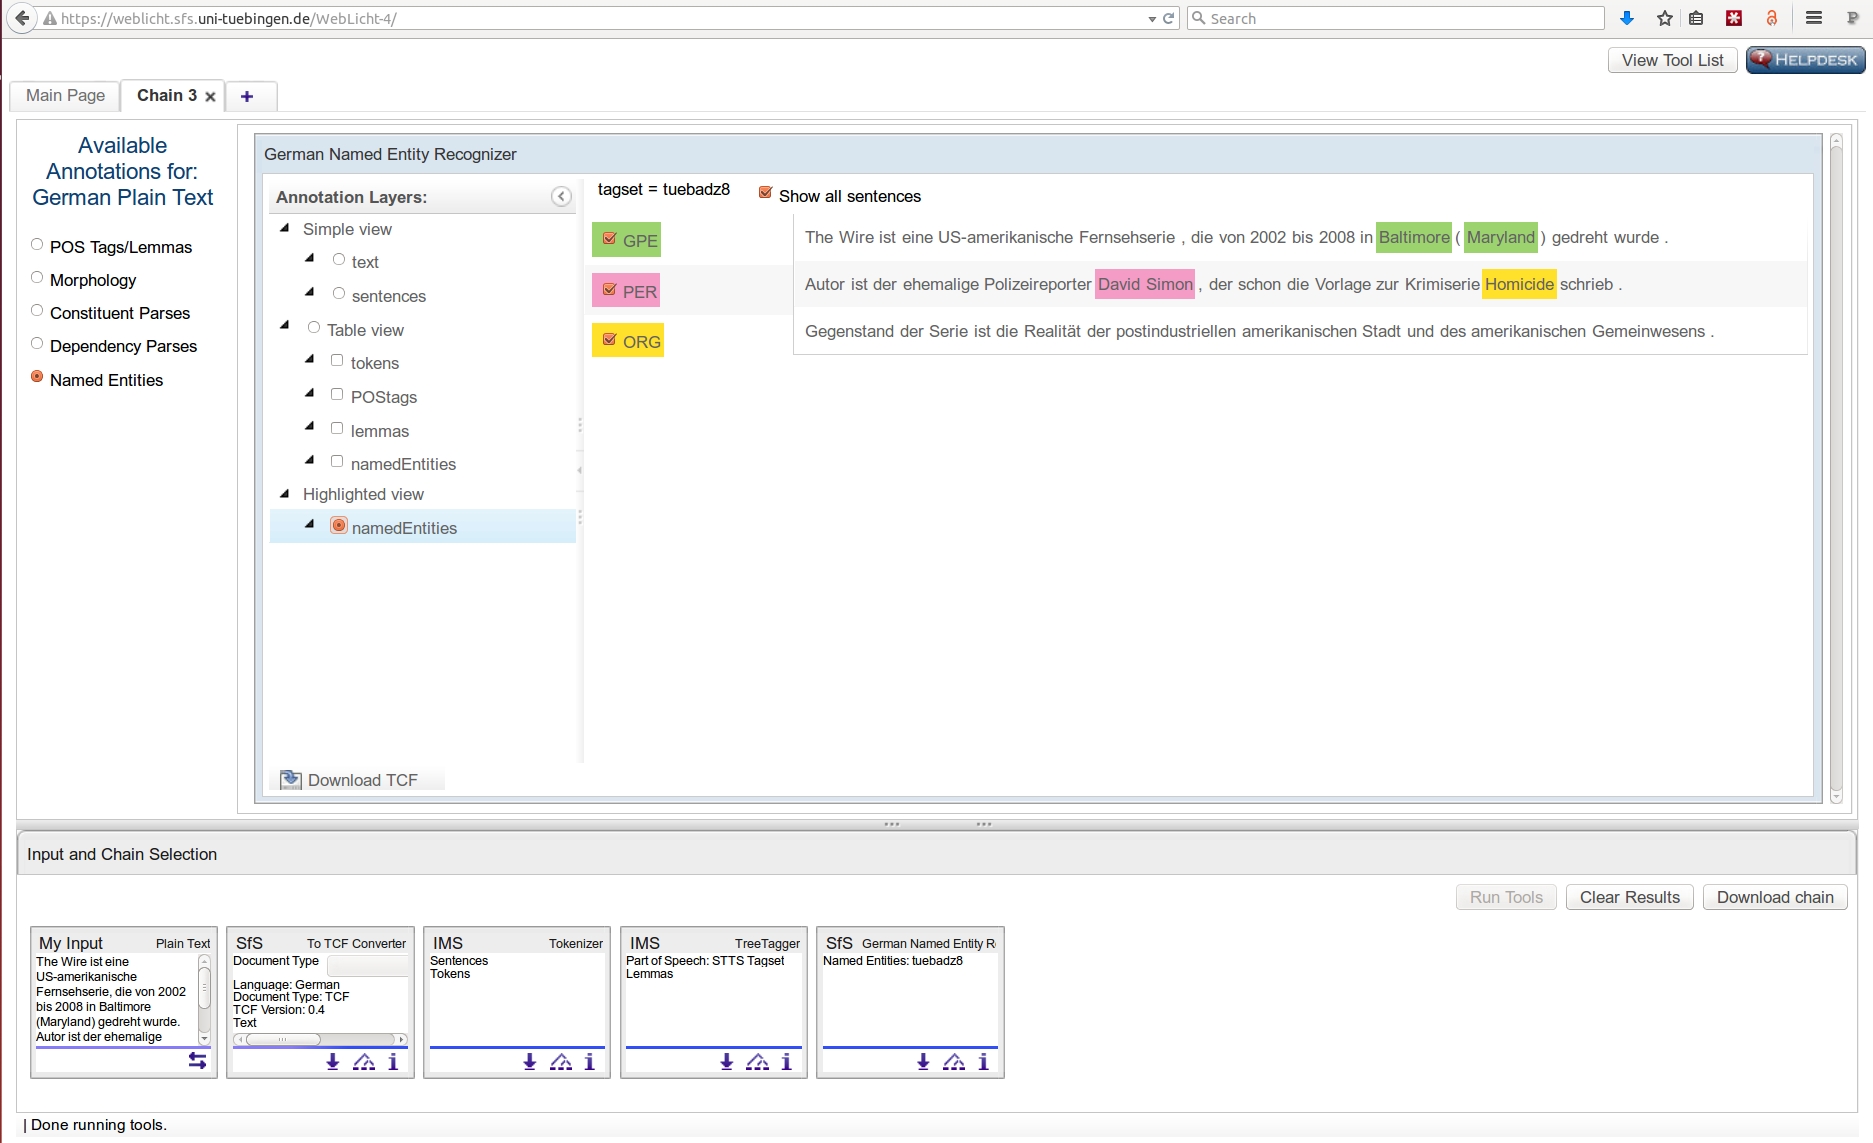 https://weblicht.sfs.uni-tuebingen.de/WebLicht-4/
Search
View Tool List
HELPDESK
Main Page
Chain 3
Available
Annotations for:
German Plain Text
POS Tags/Lemmas
Morphology
Constituent Parses
Dependency Parses
Named Entities
German Named Entity Recognizer
Annotation Layers:
Simple view
text
sentences
Table view
tokens
POStags
lemmas
namedEntities
Highlighted view
namedEntities
Download TCF
tagset = tuebadz8
Show all sentences
GPE
PER
ORG
The Wire ist eine US-amerikanische Fernsehserie , die von 2002 bis 2008 in Baltimore ( Maryland ) gedreht wurde .
Autor ist der ehemalige Polizeireporter David Simon , der schon die Vorlage zur Krimiserie Homicide schrieb .
Gegenstand der Serie ist die Realität der postindustriellen amerikanischen Stadt und des amerikanischen Gemeinwesens .
Input and Chain Selection
Run Tools
Clear Results
Download chain
My Input Plain Text
The Wire ist eine
US-amerikanische
Fernsehserie, die von 2002
bis 2008 in Baltimore
(Maryland) gedreht wurde.
Autor ist der ehemalige
SfS To TCF Converter
Document Type
Language: German
Document Type: TCF
TCF Version: 0.4
Text
IMS Tokenizer
Sentences
Tokens
IMS TreeTagger
Part of Speech: STTS Tagset
Lemmas
SfS German Named Entity R
Named Entities: tuebadz8
| Done running tools.